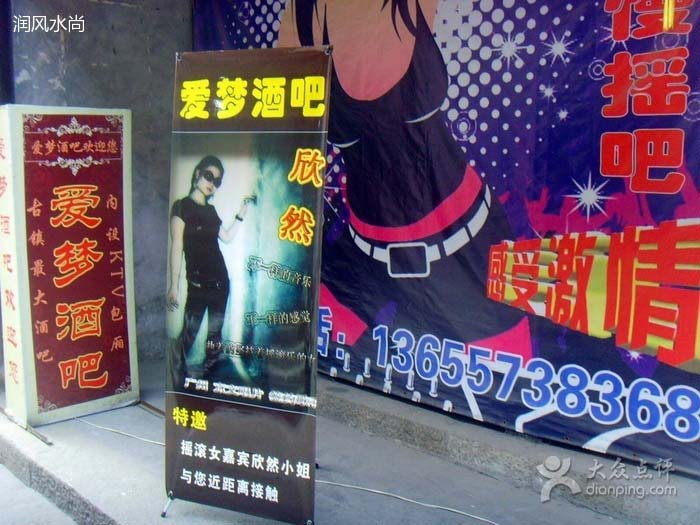 润风水尚
爱梦酒吧欢迎您
爱梦酒吧欢迎您
内设KTV包厢
爱梦酒吧
古镇最大酒吧
爱梦酒吧
欣然
不一样的音乐
不一样的感觉
特邀
摇滚女嘉宾欣然小姐
与您近距离接触
慢摇吧
感受激情
话：13655738368
大众点评
dianping.com